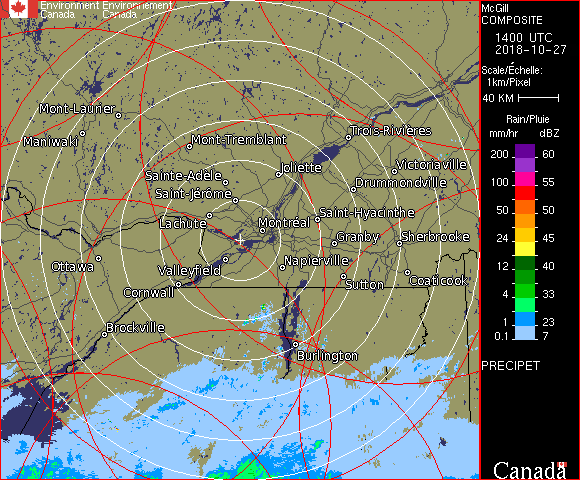 Environment Environnement
Canada Canada
McGill
COMPOSITE
1400 UTC
2018-10-27
Scale/Échelle:
1km/Pixel
40 KM
Rain/Pluie
mm/hr dBZ
200 60
100 55
50 50
24 45
12 40
4 33
1 23
0.1 7
PRECIPET
Canada
Mont-Laurier
Maniwaki
Mont-Tremblant
Trois-Rivières
Sainte-Adèle
Joliette
Victoriaville
Saint-Jérôme
Drummondville
Lachute
Montréal
Saint-Hyacinthe
Granby
Sherbrooke
Ottawa
Valleyfield
Napierville
Cornwall
Sutton
Coaticook
Brockville
Burlington